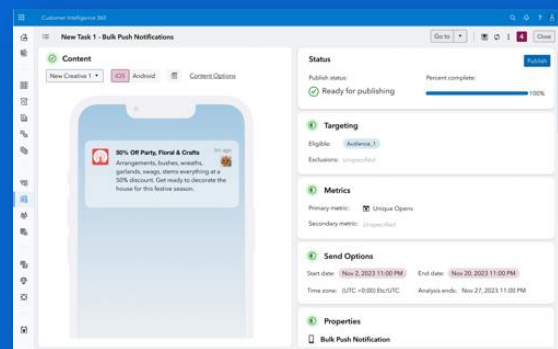 Customer Intelligence 360
New Task 1 - Bulk Push Notifications
Go to
4
Close
Content
New Creative 1
iOS
Android
Content Options
50% Off Party, Floral & Crafts
3m ago
Arrangements, bushes, wreaths,
garlands, swags, stems everything at a
50% discount. Get ready to decorate the
house for this festive season.
Status
Publish
Publish status:
Percent complete:
Ready for publishing
100%
Targeting
Eligible:
Audience_1
Exclusions:
Unspecified
Metrics
Primary metric:
Unique Opens
Secondary metric:
Unspecified
Send Options
Start date:
Nov 2, 2023 11:00 PM
End date:
Nov 20, 2023 11:00 PM
Time zone:
(UTC +0:00) Etc/UTC
Analysis ends:
Nov 27, 2023 11:00 PM
Properties
Bulk Push Notification